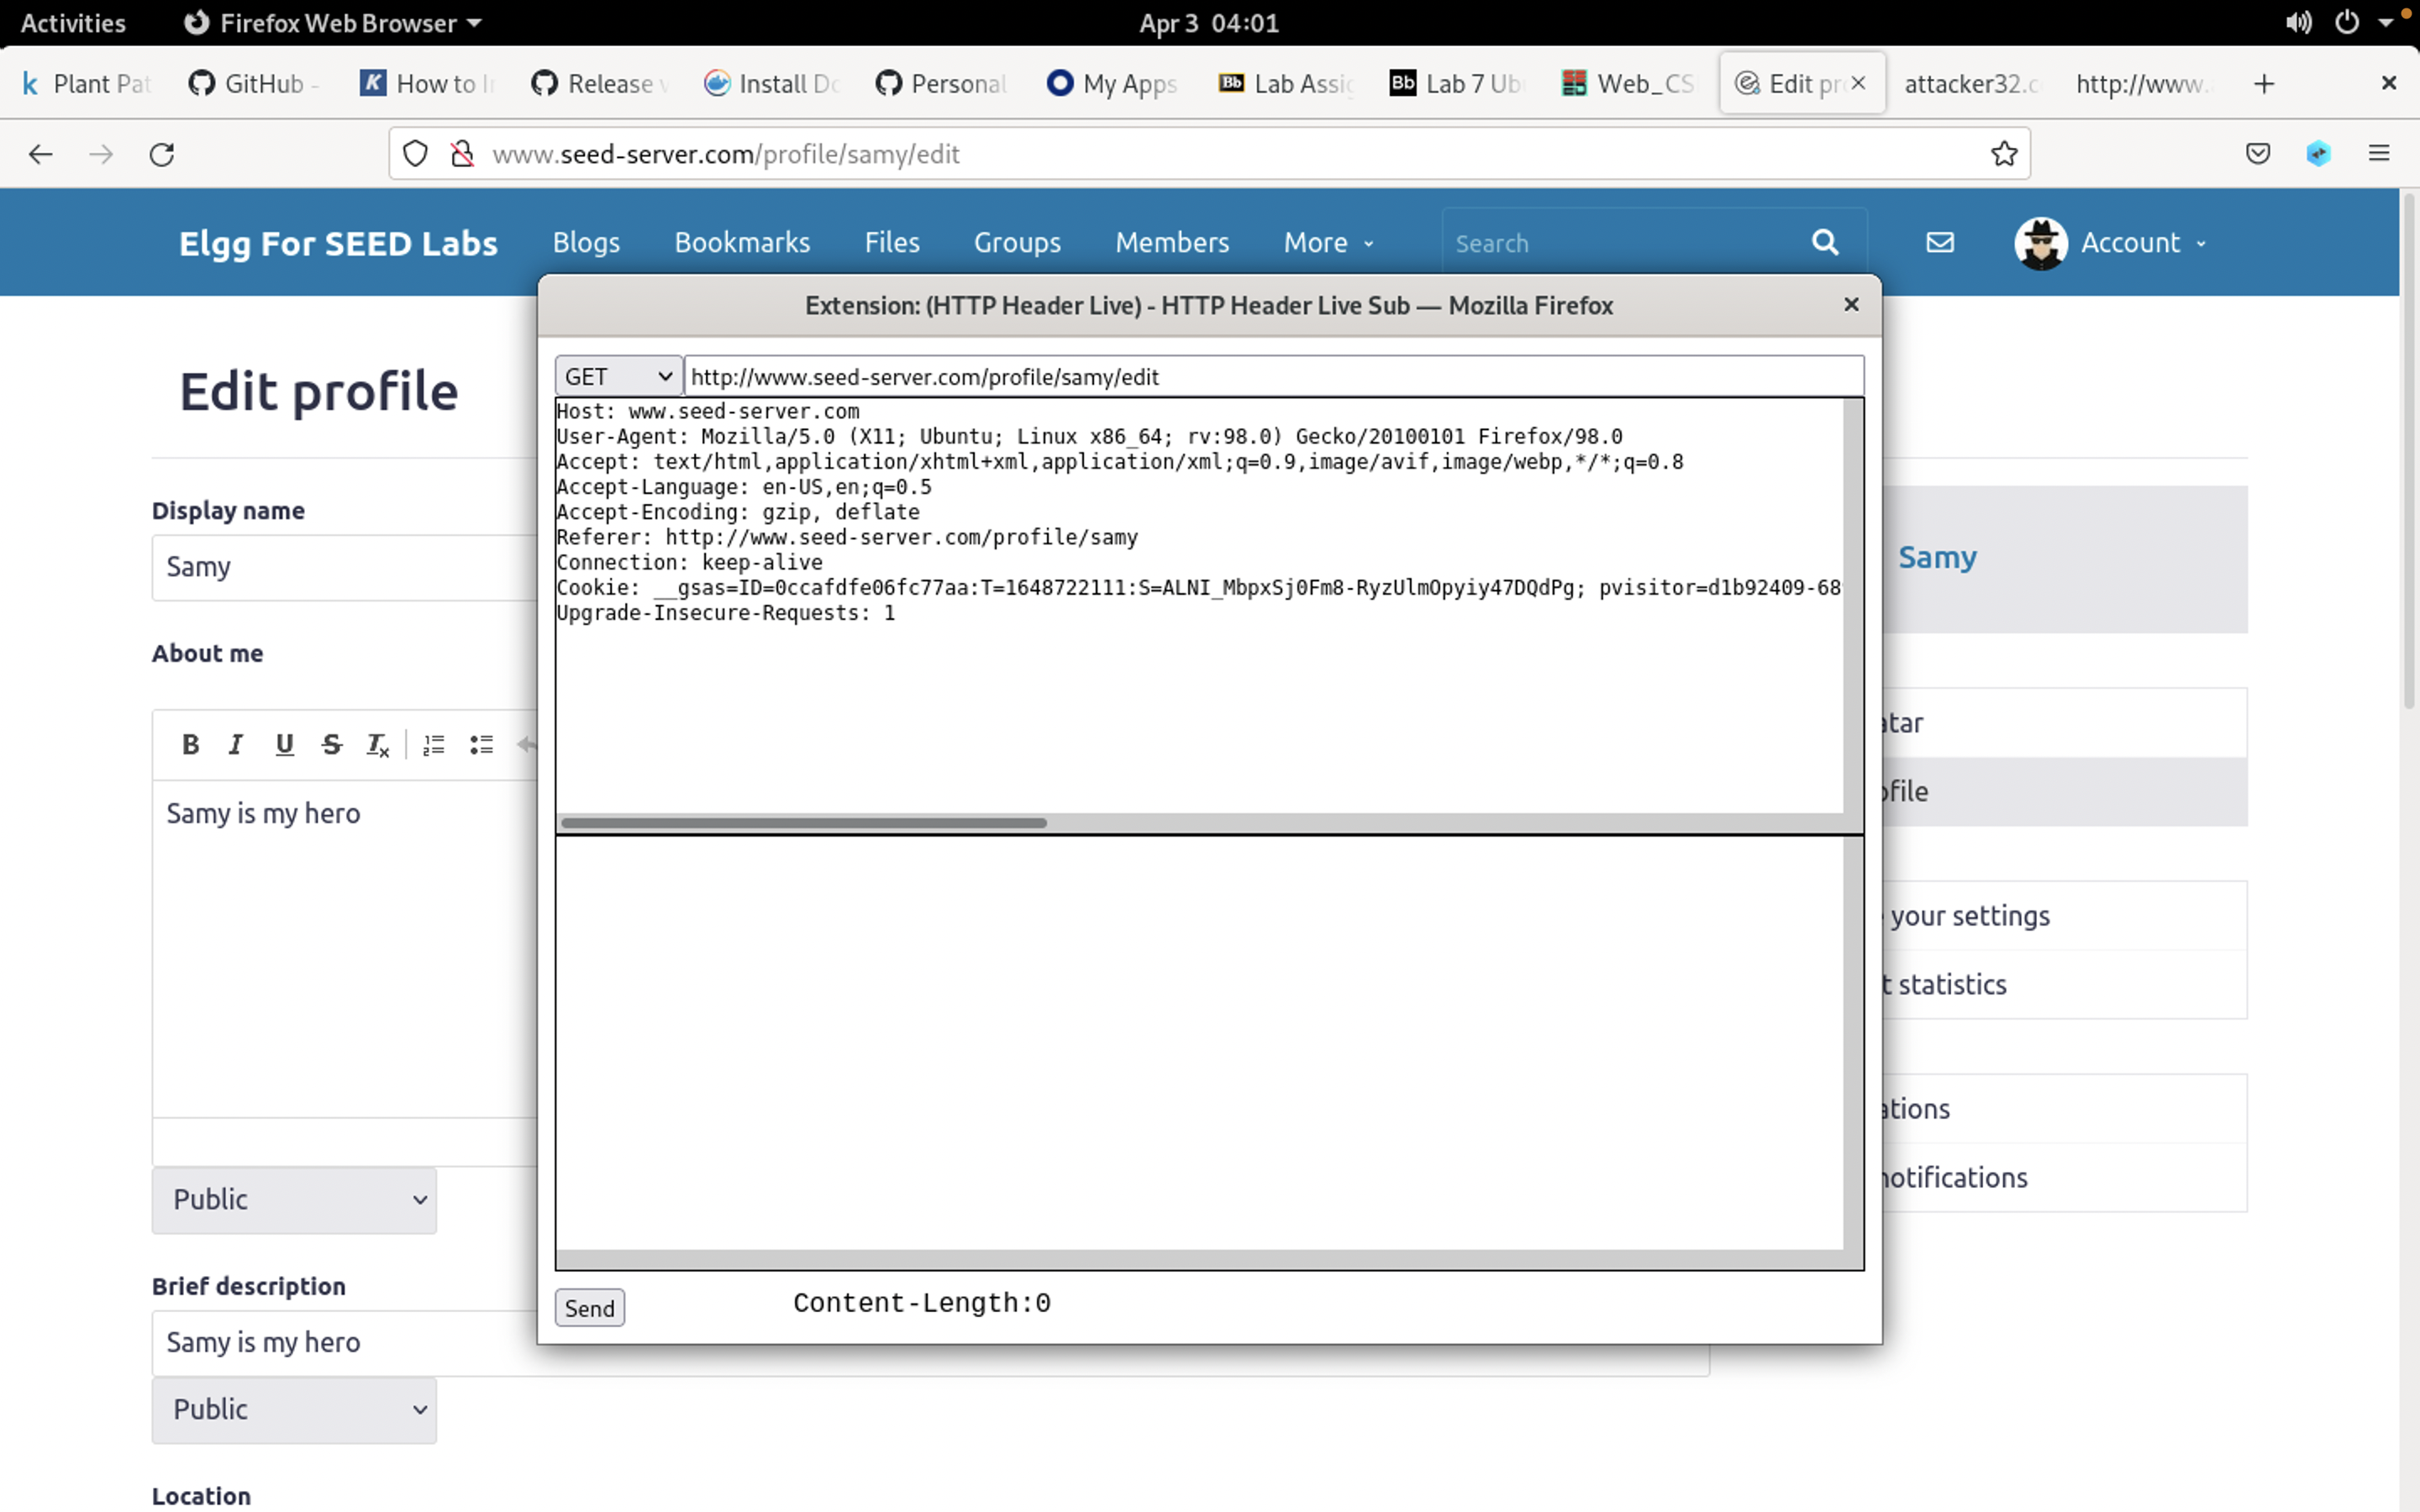 Activities Firefox Web Browser Apr 3 04:01
Plant Pat GitHub - How to I Release v Install Do Personal My Apps Lab Assig Lab 7 Ub Web_CS Edit pr attacker32.c http://www.
www.seed-server.com/profile/samy/edit
Elgg For SEED Labs Blogs Bookmarks Files Groups Members More Search Account
Extension: (HTTP Header Live) - HTTP Header Live Sub — Mozilla Firefox
GET http://www.seed-server.com/profile/samy/edit
Host: www.seed-server.com
User-Agent: Mozilla/5.0 (X11; Ubuntu; Linux x86_64; rv:98.0) Gecko/20100101 Firefox/98.0
Accept: text/html,application/xhtml+xml,application/xml;q=0.9,image/avif,image/webp,*/*;q=0.8
Accept-Language: en-US,en;q=0.5
Accept-Encoding: gzip, deflate
Referer: http://www.seed-server.com/profile/samy
Connection: keep-alive
Cookie: __gsas=ID=0ccafdfe06fc77aa:T=1648722111:S=ALNI_MbpxSj0Fm8-RyzUlmOpyiy47DQdPg; pvisitor=d1b92409-68
Upgrade-Insecure-Requests: 1
Send Content-Length:0
Edit profile
Display name
Samy
About me
B I U S Tx
Samy is my hero
Public
Brief description
Samy is my hero
Public
Location
Samy
atar
ofile
your settings
t statistics
ations
notifications